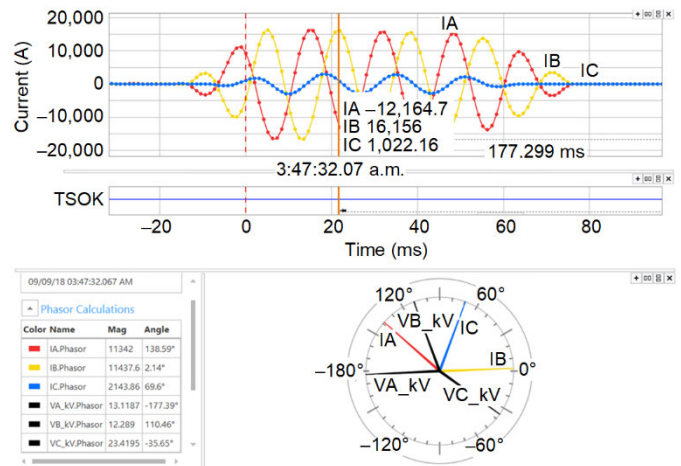 20,000
10,000
0
−10,000
−20,000
Current (A)
IA
IB
IC
IA −12,164.7
IB 16,156
IC 1,022.16
177.299 ms
3:47:32.07 a.m.
TSOK
−20
0
20
40
60
80
Time (ms)
09/09/18 03:47:32.067 AM
Phasor Calculations
Color Name Mag Angle
IA.Phasor 11342 138.59°
IB.Phasor 11437.6 2.14°
IC.Phasor 2143.86 69.6°
VA_kV.Phasor 13.1187 -177.39°
VB_kV.Phasor 12.289 110.46°
VC_kV.Phasor 23.4195 -35.65°
120°
60°
VB_kV
IC
IA
IB
−180°
0°
VA_kV
VC_kV
−120°
−60°